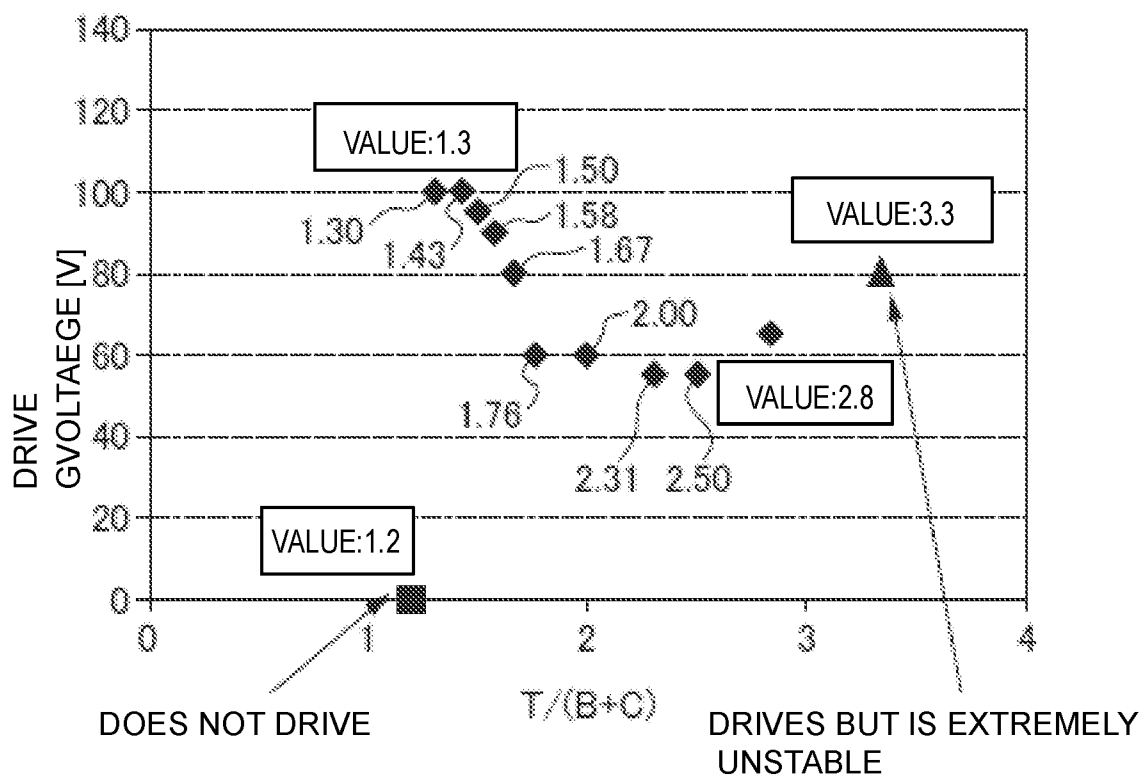 140
120
100
80
60
40
20
0
DRIVE
GVOLTAEGE [V]
VALUE:1.3
1.30
1.43
1.50
1.58
1.67
VALUE:3.3
2.00
1.76
2.31
2.50
VALUE:2.8
VALUE:1.2
0 1 2 3 4
T/(B+C)
DOES NOT DRIVE
DRIVES BUT IS EXTREMELY
UNSTABLE